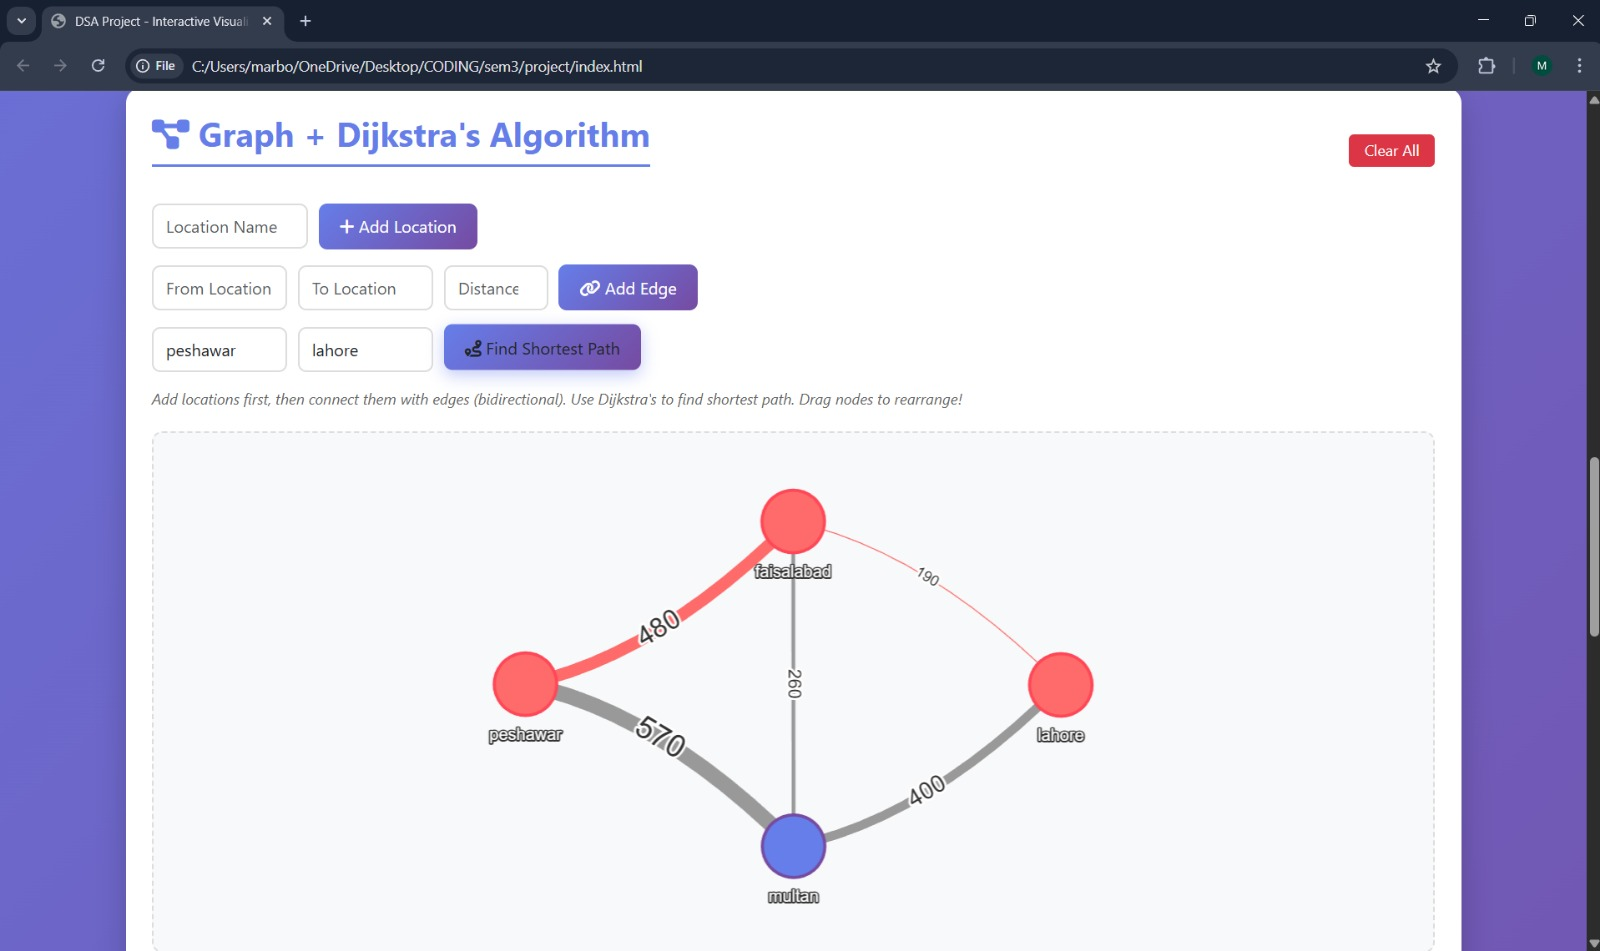 DSA Project - Interactive Visuali
File
C:/Users/marbo/OneDrive/Desktop/CODING/sem3/project/index.html
M
Graph + Dijkstra's Algorithm
Clear All
Location Name
+ Add Location
From Location
To Location
Distance
Add Edge
peshawar
lahore
Find Shortest Path
Add locations first, then connect them with edges (bidirectional). Use Dijkstra's to find shortest path. Drag nodes to rearrange!
faisalabad
190
480
260
peshawar
570
lahore
400
multan